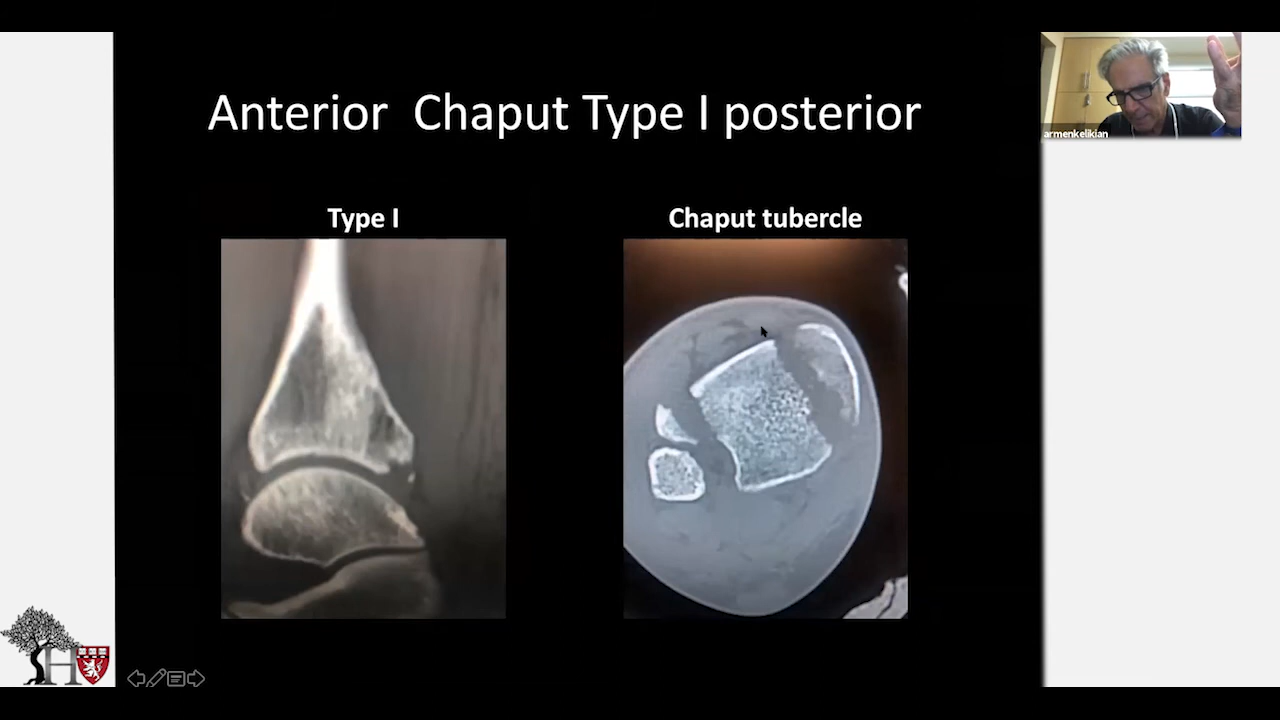 Anterior  Chaput Type I posterior
Type I
Chaput tubercle
armenkelikian
H